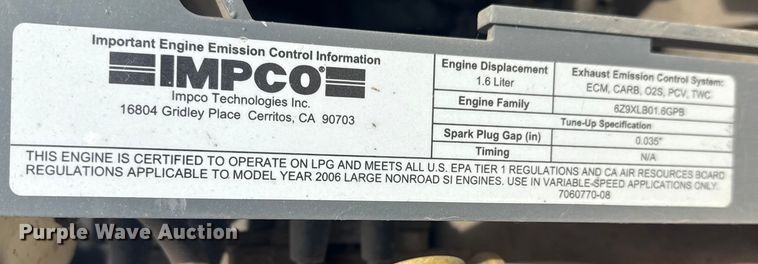 Important Engine Emission Control Information
IMPCO®
Impco Technologies Inc.
16804 Gridley Place Cerritos, CA 90703
Engine Displacement
1.6 Liter
Exhaust Emission Control System:
ECM, CARB, O2S, PCV, TWC
Engine Family
6Z9XLB01.6GPB
Tune-Up Specification
Spark Plug Gap (in)
0.035"
Timing
N/A
THIS ENGINE IS CERTIFIED TO OPERATE ON LPG AND MEETS ALL U.S. EPA TIER 1 REGULATIONS AND CA AIR RESOURCES BOARD
REGULATIONS APPLICABLE TO MODEL YEAR 2006 LARGE NONROAD SI ENGINES. USE IN VARIABLE-SPEED APPLICATIONS ONLY.
7060770-08
Purple Wave Auction